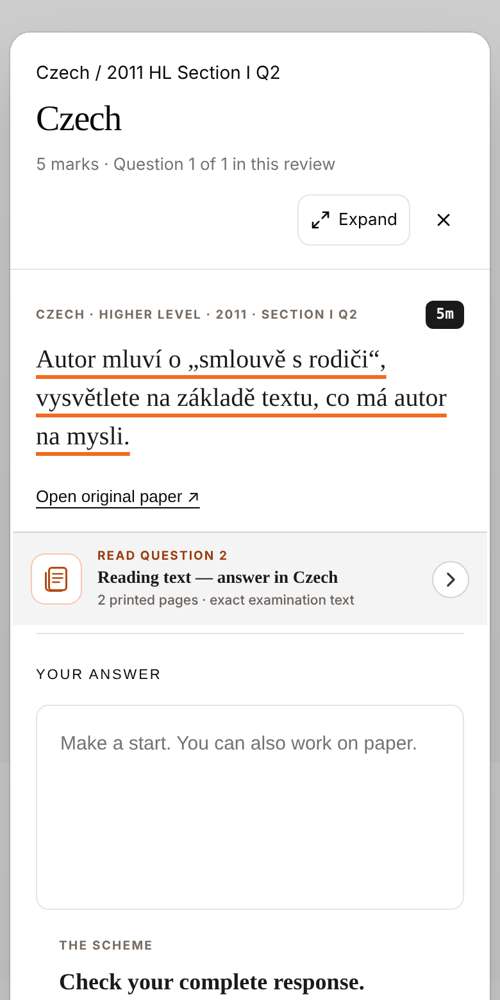 Czech / 2011 HL Section I Q2
Czech
5 marks · Question 1 of 1 in this review
Expand
CZECH · HIGHER LEVEL · 2011 · SECTION I Q2
5m
Autor mluví o „smlouvě s rodiči“,
vysvětlete na základě textu, co má autor
na mysli.
Open original paper ↗
READ QUESTION 2
Reading text — answer in Czech
2 printed pages · exact examination text
YOUR ANSWER
Make a start. You can also work on paper.
THE SCHEME
Check your complete response.